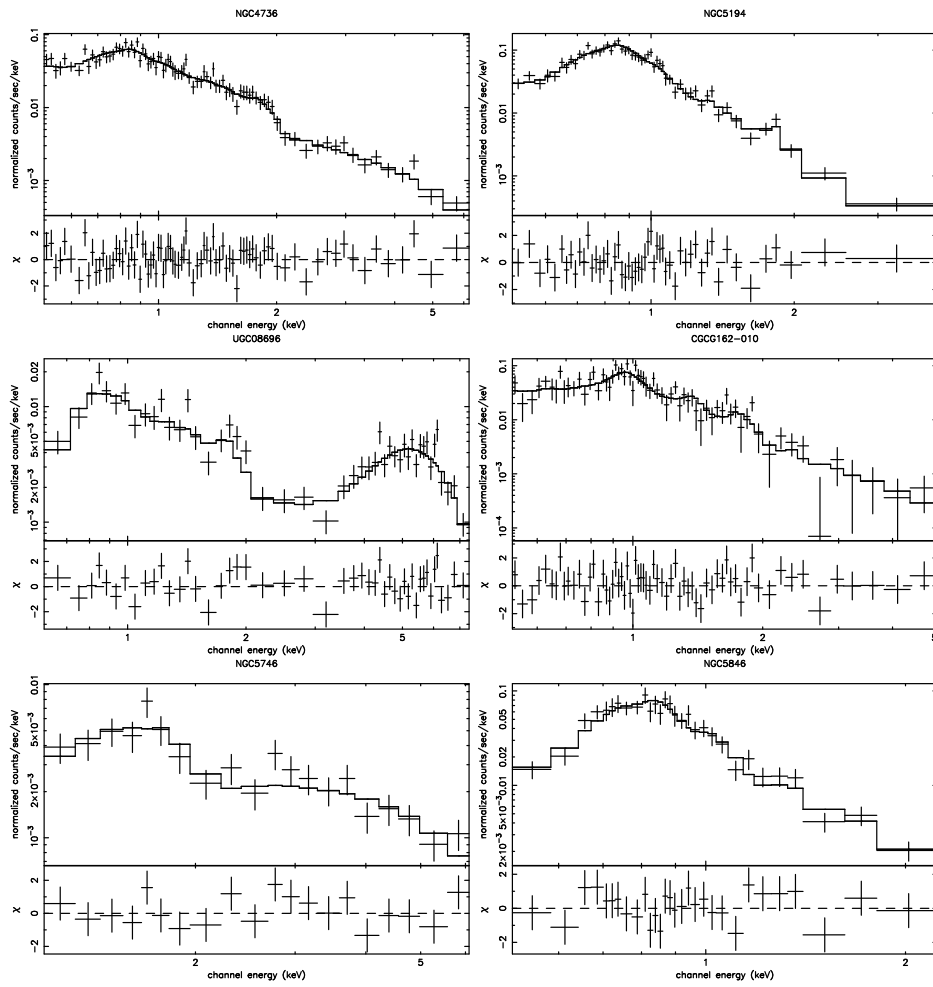 NGC4736
normalized counts/sec/keV
0.1
0.01
10⁻³
χ
2
0
−2
1
2
5
channel energy (keV)
NGC5194
normalized counts/sec/keV
0.1
0.01
10⁻³
χ
2
0
−2
1
2
channel energy (keV)
UGC08696
normalized counts/sec/keV
0.02
0.01
5×10⁻³
2×10⁻³
10⁻³
χ
2
0
−2
1
2
5
channel energy (keV)
CGCG162−010
normalized counts/sec/keV
0.1
0.01
10⁻³
10⁻⁴
χ
2
0
−2
1
2
5
channel energy (keV)
NGC5746
normalized counts/sec/keV
0.01
5×10⁻³
2×10⁻³
10⁻³
χ
2
0
−2
2
5
channel energy (keV)
NGC5846
normalized counts/sec/keV
0.1
0.05
0.02
0.01
5×10⁻³
2×10⁻³
χ
2
0
−2
1
2
channel energy (keV)